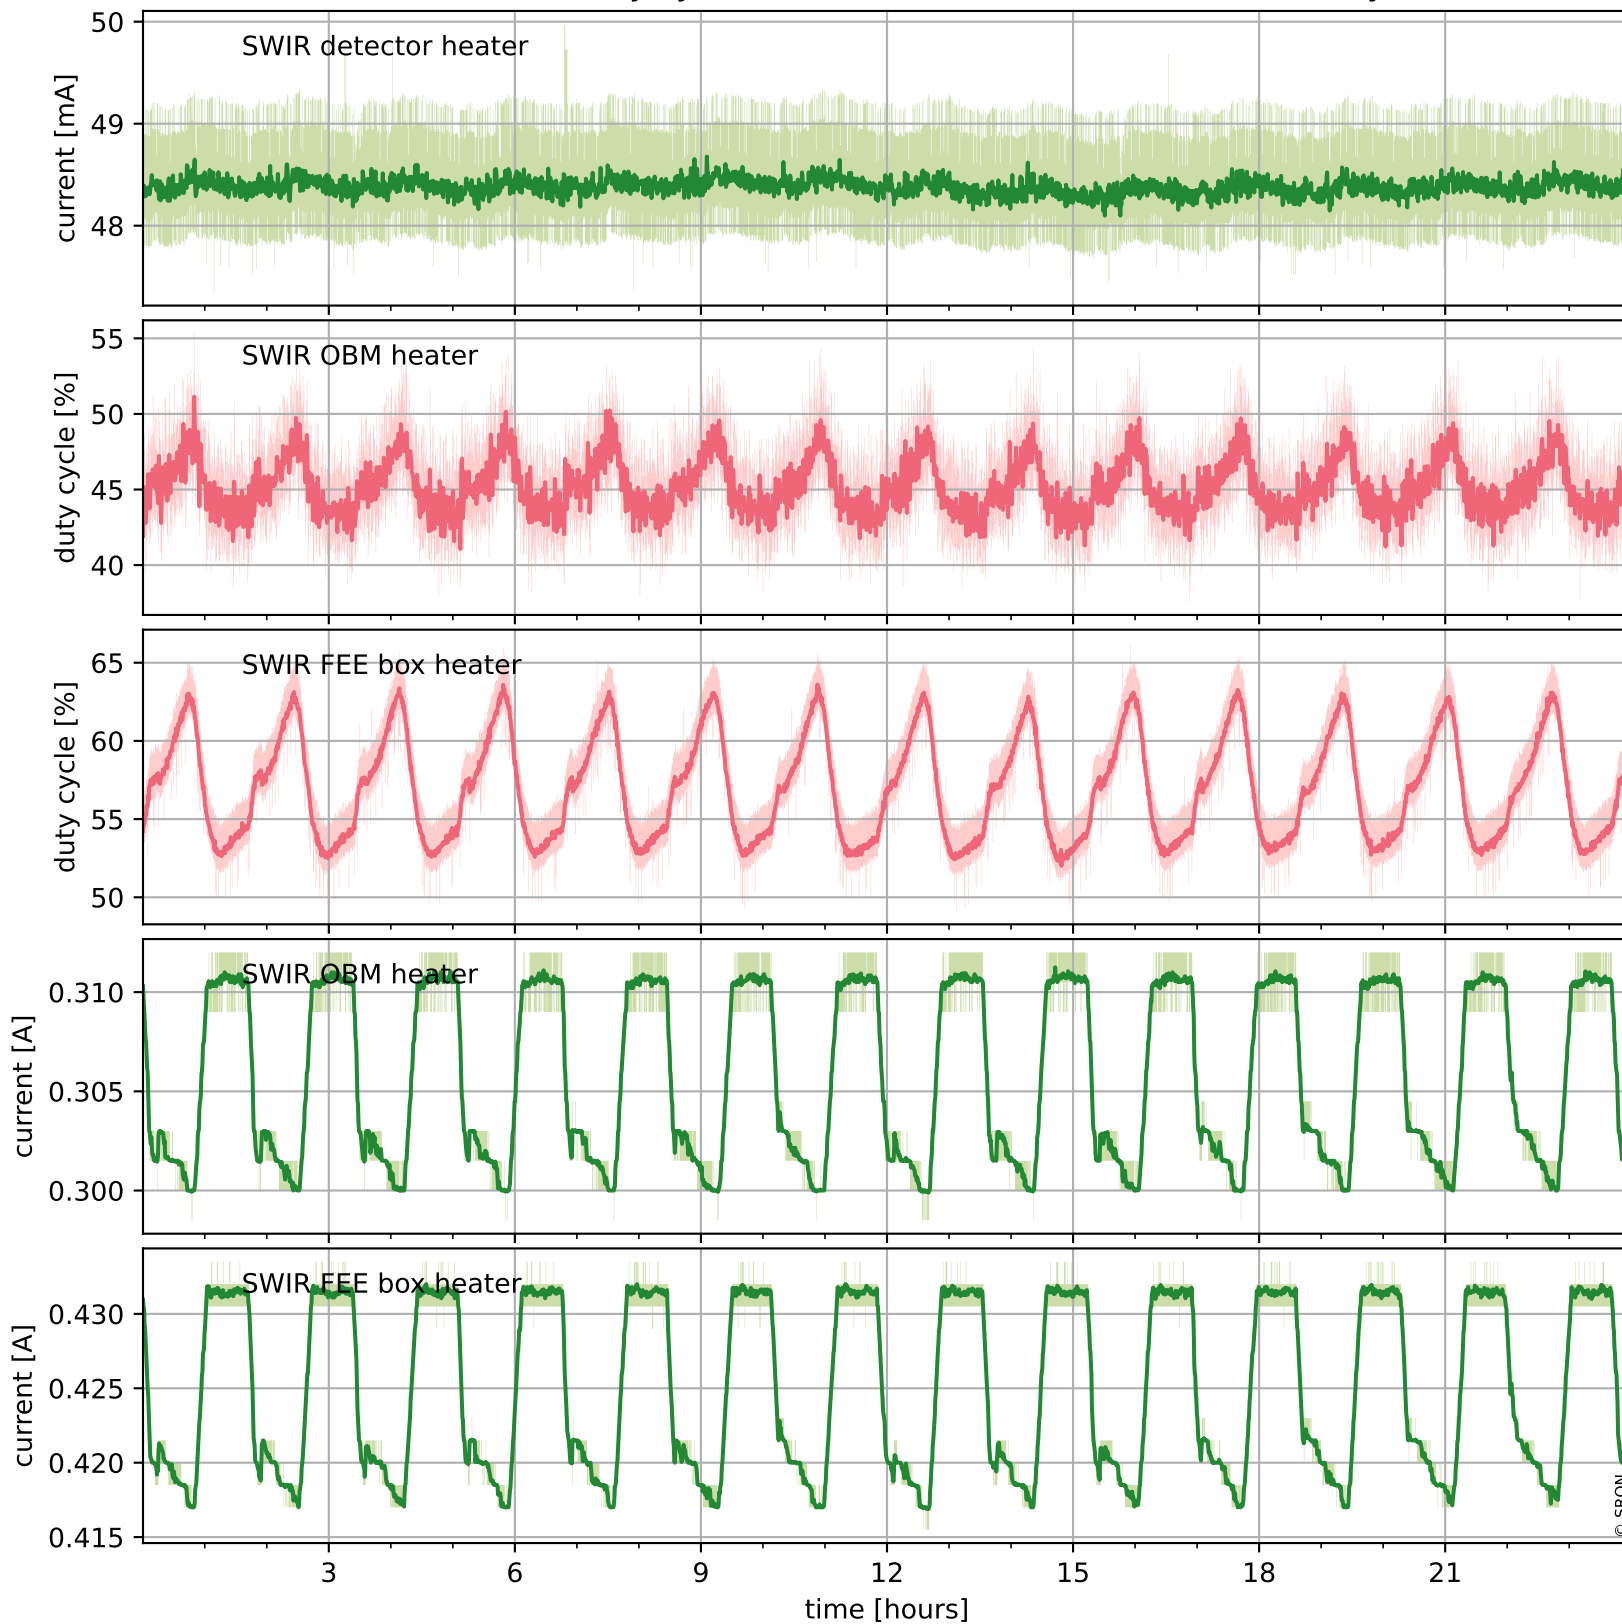 50
SWIR detector heater
49
48
current [mA]
55
SWIR OBM heater
50
45
40
duty cycle [%]
65
SWIR FEE box heater
60
55
50
duty cycle [%]
SWIR OBM heater
0.310
0.305
0.300
current [A]
SWIR FEE box heater
0.430
0.425
0.420
0.415
current [A]
© SRON
3 6 9 12 15 18 21
time [hours]